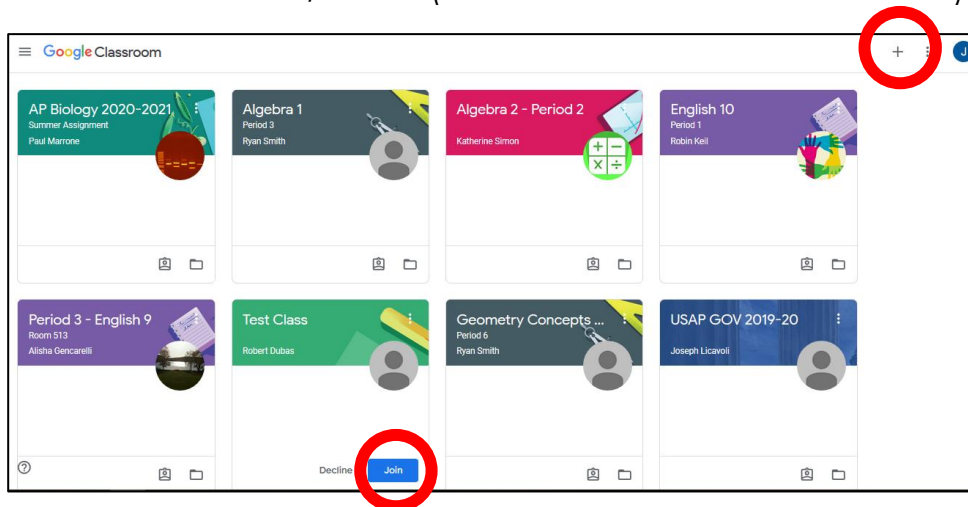 Google Classroom
J
AP Biology 2020-2021
Summer Assignment
Paul Marrone
Algebra 1
Period 3
Ryan Smith
Algebra 2 - Period 2
Katherine Simon
English 10
Period 1
Robin Keil
Period 3 - English 9
Room 513
Alisha Gencarelli
Test Class
Robert Dubas
Decline
Join
Geometry Concepts ...
Period 6
Ryan Smith
USAP GOV 2019-20
Joseph Licavoli